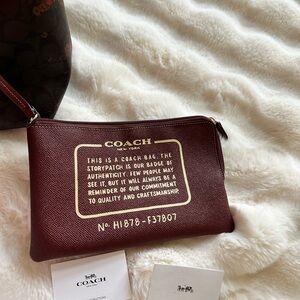 COACH
NEW YORK
THIS IS A COACH BAG. THE
STORYPATCH IS OUR BADGE OF
AUTHENTICITY. FEW PEOPLE MAY
SEE IT, BUT IT WILL ALWAYS BE A
REMINDER OF OUR COMMITMENT
TO QUALITY AND CRAFTSMANSHIP.
No. H1878-F37807
COACH
COACH